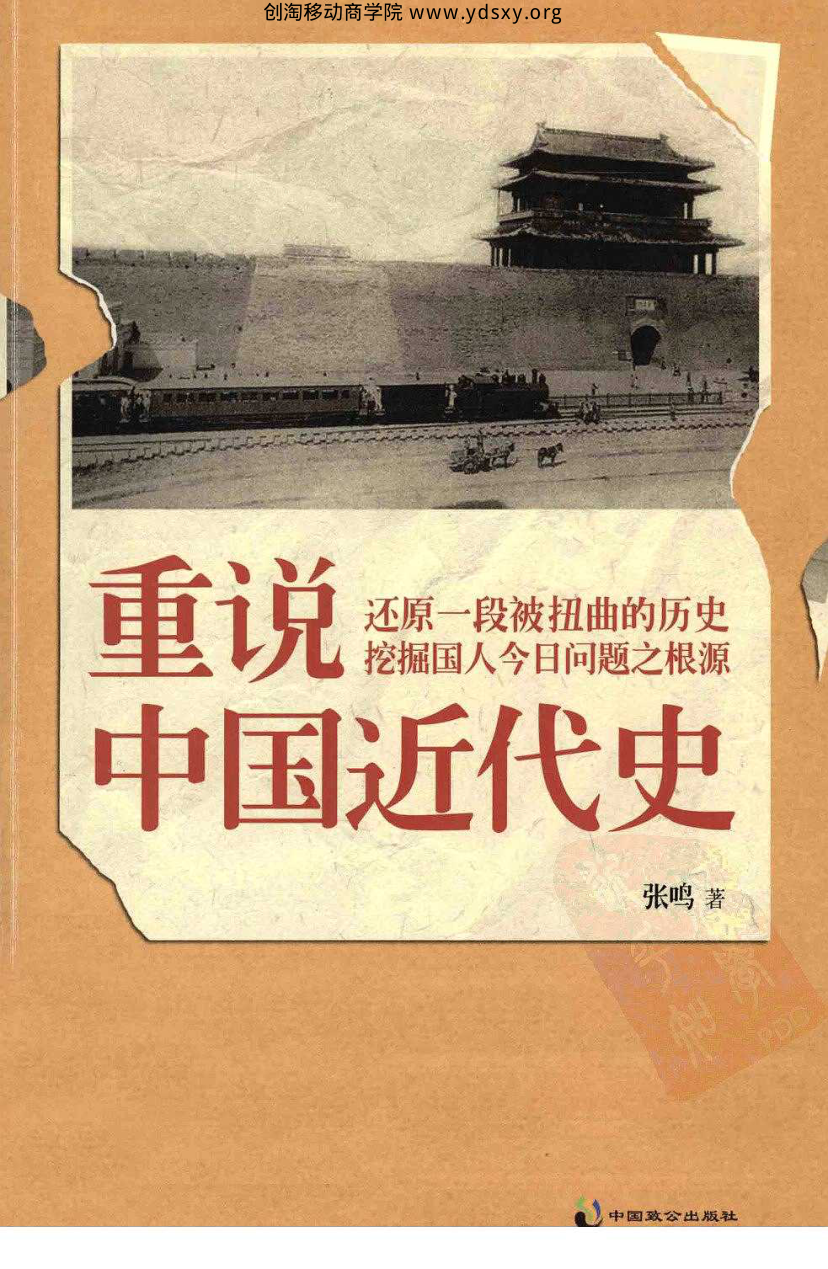 创淘移动商学院 www.ydsxy.org
重说
还原一段被扭曲的历史
挖掘国人今日问题之根源
中国近代史
张鸣 著
PDG
中国致公出版社